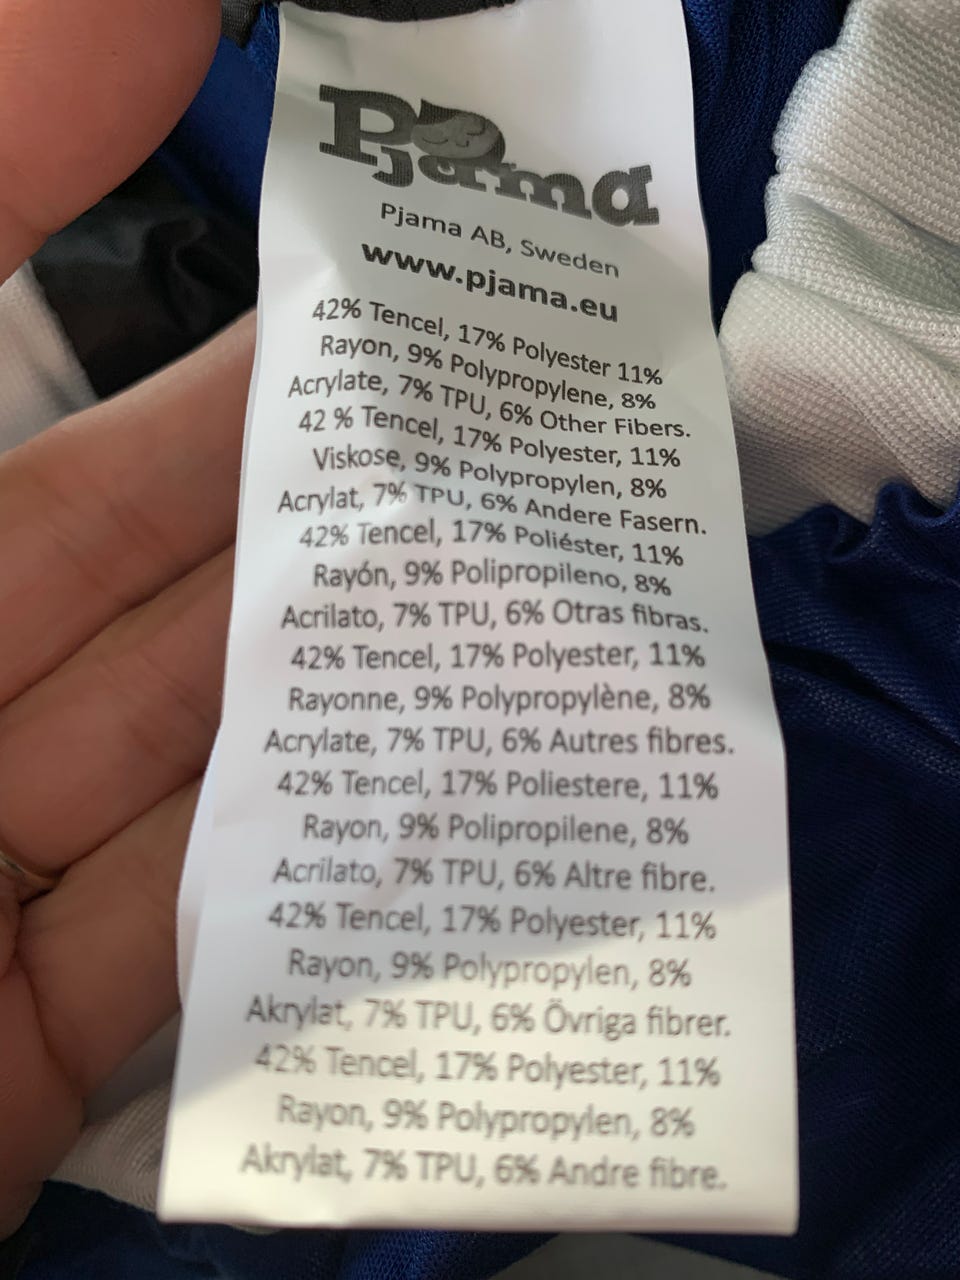 Pjama
Pjama AB, Sweden
www.pjama.eu
42% Tencel, 17% Polyester 11%
Rayon, 9% Polypropylene, 8%
Acrylate, 7% TPU, 6% Other Fibers.
42 % Tencel, 17% Polyester, 11%
Viskose, 9% Polypropylen, 8%
Acrylat, 7% TPU, 6% Andere Fasern.
42% Tencel, 17% Poliéster, 11%
Rayón, 9% Polipropileno, 8%
Acrilato, 7% TPU, 6% Otras fibras.
42% Tencel, 17% Polyester, 11%
Rayonne, 9% Polypropylène, 8%
Acrylate, 7% TPU, 6% Autres fibres.
42% Tencel, 17% Poliestere, 11%
Rayon, 9% Polipropilene, 8%
Acrilato, 7% TPU, 6% Altre fibre.
42% Tencel, 17% Polyester, 11%
Rayon, 9% Polypropylen, 8%
Akrylat, 7% TPU, 6% Övriga fibrer.
42% Tencel, 17% Polyester, 11%
Rayon, 9% Polypropylen, 8%
Akrylat, 7% TPU, 6% Andre fibre.